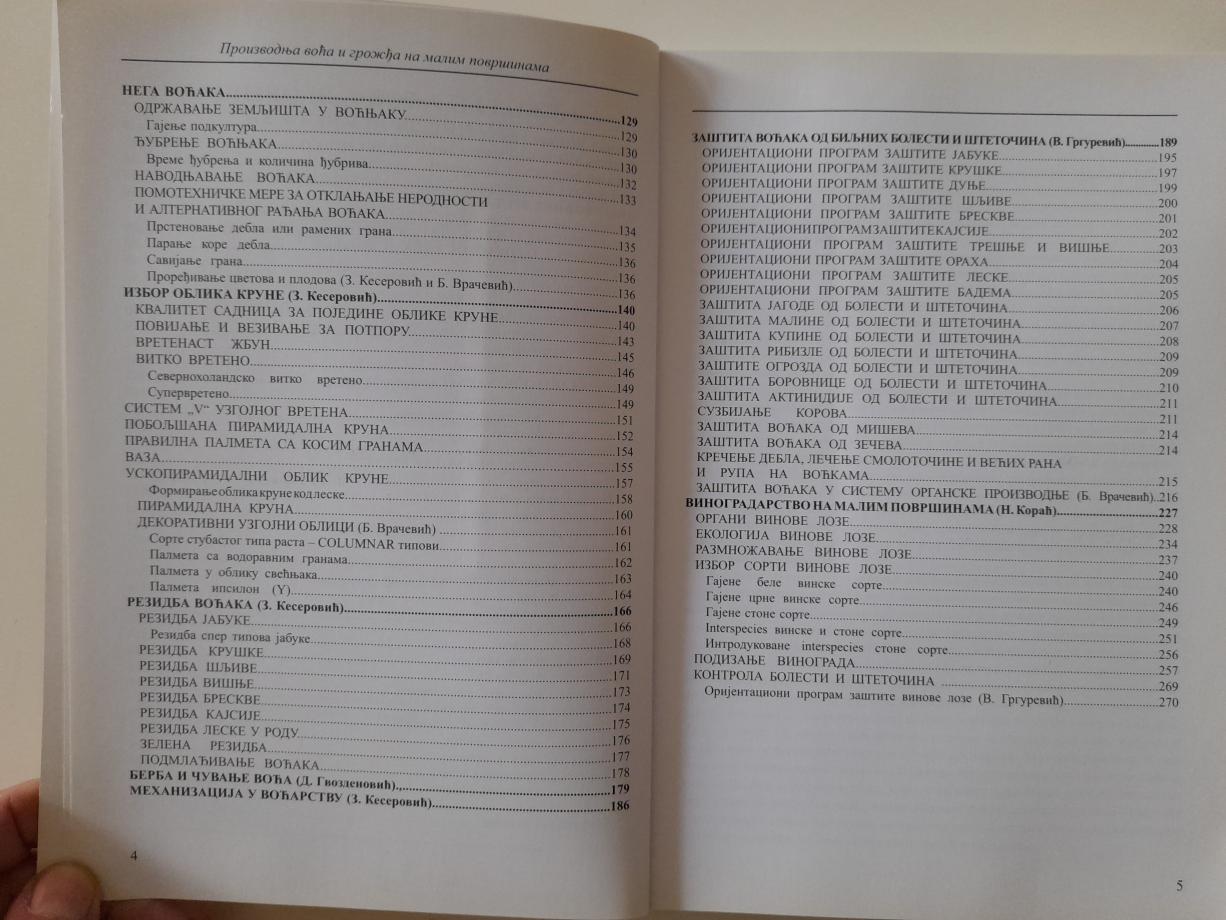 Производња воћа и грожђа на малим површинама
НЕГА ВОЋАКА....................129
ОДРЖАВАЊЕ ЗЕМЉИШТА У ВОЋЊАКУ....................129
Гајење подкултура....................130
ЂУБРЕЊЕ ВОЋЊАКА....................130
Време ђубрења и количина ђубрива....................132
НАВОДЊАВАЊЕ ВОЋАКА....................133
ПОМОТЕХНИЧКЕ МЕРЕ ЗА ОТКЛАЊАЊЕ НЕРОДНОСТИ
И АЛТЕРНАТИВНОГ РАЂАЊА ВОЋАКА....................134
Прстеновање дебла или рамених грана....................135
Парање коре дебла....................136
Савијање грана....................136
Проређивање цветова и плодова (З. Кесеровић и Б. Врачевић)....................136
ИЗБОР ОБЛИКА КРУНЕ (З. Кесеровић)....................140
КВАЛИТЕТ САДНИЦА ЗА ПОЈЕДИНЕ ОБЛИКЕ КРУНЕ....................140
ПОВИЈАЊЕ И ВЕЗИВАЊЕ ЗА ПОТПОРУ....................143
ВРЕТЕНАСТ ЖБУН....................145
ВИТКО ВРЕТЕНО....................146
Севернохоландско витко вретено....................149
Супервретено....................149
СИСТЕМ „V“ УЗГОЈНОГ ВРЕТЕНА....................151
ПОБОЉШАНА ПИРАМИДАЛНА КРУНА....................152
ПРАВИЛНА ПАЛМЕТА СА КОСИМ ГРАНАМА....................154
ВАЗА....................155
УСКОПИРАМИДАЛНИ ОБЛИК КРУНЕ....................157
Формирање облика круне код леске....................158
ПИРАМИДАЛНА КРУНА....................160
ДЕКОРАТИВНИ УЗГОЈНИ ОБЛИЦИ (Б. Врачевић)....................161
Сорте стубастог типа раста – COLUMNAR типови....................161
Палмета са водоравним гранама....................162
Палмета у облику свећњака....................163
Палмета ипсилон (Y)....................164
РЕЗИДБА ВОЋАКА (З. Кесеровић)....................166
РЕЗИДБА ЈАБУКЕ....................166
Резидба спер типова јабуке....................168
РЕЗИДБА КРУШКЕ....................169
РЕЗИДБА ШЉИВЕ....................171
РЕЗИДБА ВИШЊЕ....................173
РЕЗИДБА БРЕСКВЕ....................174
РЕЗИДБА КАЈСИЈЕ....................175
РЕЗИДБА ЛЕСКЕ У РОДУ....................176
ЗЕЛЕНА РЕЗИДБА....................177
ПОДМЛАЂИВАЊЕ ВОЋАКА....................178
БЕРБА И ЧУВАЊЕ ВОЋА (Д. Гвозденовић)....................179
МЕХАНИЗАЦИЈА У ВОЋАРСТВУ (З. Кесеровић)....................186
4
ЗАШТИТА ВОЋАКА ОД БИЉНИХ БОЛЕСТИ И ШТЕТОЧИНА (В. Гргуревић)............189
ОРИЈЕНТАЦИОНИ ПРОГРАМ ЗАШТИТЕ ЈАБУКЕ....................195
ОРИЈЕНТАЦИОНИ ПРОГРАМ ЗАШТИТЕ КРУШКЕ....................197
ОРИЈЕНТАЦИОНИ ПРОГРАМ ЗАШТИТЕ ДУЊЕ....................199
ОРИЈЕНТАЦИОНИ ПРОГРАМ ЗАШТИТЕ ШЉИВЕ....................200
ОРИЈЕНТАЦИОНИ ПРОГРАМ ЗАШТИТЕ БРЕСКВЕ....................201
ОРИЈЕНТАЦИОНИ ПРОГРАМ ЗАШТИТЕ КАЈСИЈЕ....................202
ОРИЈЕНТАЦИОНИ ПРОГРАМ ЗАШТИТЕ ТРЕШЊЕ И ВИШЊЕ....................203
ОРИЈЕНТАЦИОНИ ПРОГРАМ ЗАШТИТЕ ОРАХА....................204
ОРИЈЕНТАЦИОНИ ПРОГРАМ ЗАШТИТЕ ЛЕСКЕ....................205
ОРИЈЕНТАЦИОНИ ПРОГРАМ ЗАШТИТЕ БАДЕМА....................205
ЗАШТИТА ЈАГОДЕ ОД БОЛЕСТИ И ШТЕТОЧИНА....................206
ЗАШТИТА МАЛИНЕ ОД БОЛЕСТИ И ШТЕТОЧИНА....................207
ЗАШТИТА КУПИНЕ ОД БОЛЕСТИ И ШТЕТОЧИНА....................208
ЗАШТИТА РИБИЗЛЕ ОД БОЛЕСТИ И ШТЕТОЧИНА....................209
ЗАШТИТЕ ОГРОЗДА ОД БОЛЕСТИ И ШТЕТОЧИНА....................209
ЗАШТИТА БОРОВНИЦЕ ОД БОЛЕСТИ И ШТЕТОЧИНА....................210
ЗАШТИТА АКТИНИДИЈЕ ОД БОЛЕСТИ И ШТЕТОЧИНА....................211
СУЗБИЈАЊЕ КОРОВА....................211
ЗАШТИТА ВОЋАКА ОД МИШЕВА....................214
ЗАШТИТА ВОЋАКА ОД ЗЕЧЕВА....................214
КРЕЧЕЊЕ ДЕБЛА, ЛЕЧЕЊЕ СМОЛОТОЧИНЕ И ВЕЋИХ РАНА
И РУПА НА ВОЋКАМА....................215
ЗАШТИТА ВОЋАКА У СИСТЕМУ ОРГАНСКЕ ПРОИЗВОДЊЕ (Б. Врачевић)..216
ВИНОГРАДАРСТВО НА МАЛИМ ПОВРШИНАМА (Н. Кораћ)....................227
ОРГАНИ ВИНОВЕ ЛОЗЕ....................228
ЕКОЛОГИЈА ВИНОВЕ ЛОЗЕ....................234
РАЗМНОЖАВАЊЕ ВИНОВЕ ЛОЗЕ....................237
ИЗБОР СОРТИ ВИНОВЕ ЛОЗЕ....................240
Гајене беле винске сорте....................240
Гајене црне винске сорте....................246
Гајене стоне сорте....................249
Interspecies винске и стоне сорте....................251
Интродуковане interspecies стоне сорте....................256
ПОДИЗАЊЕ ВИНОГРАДА....................257
КОНТРОЛА БОЛЕСТИ И ШТЕТОЧИНА ....................269
Оријентациони програм заштите винове лозе (В. Гргуревић)....................270
5